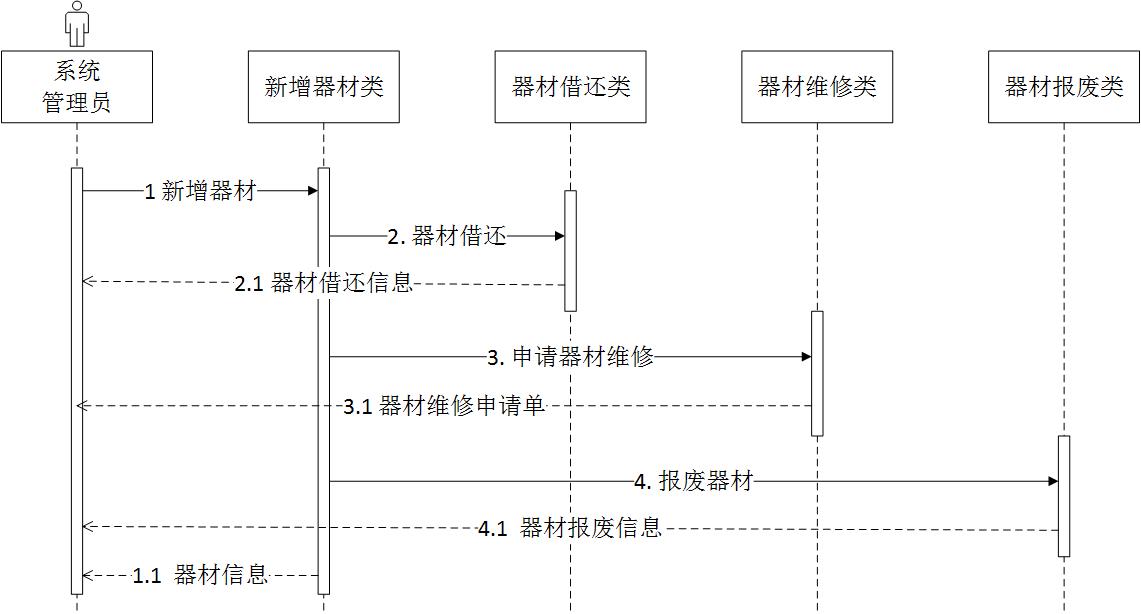 系统
管理员
新增器材类
器材借还类
器材维修类
器材报废类
1 新增器材
2. 器材借还
2.1 器材借还信息
3. 申请器材维修
3.1 器材维修申请单
4. 报废器材
4.1 器材报废信息
1.1 器材信息